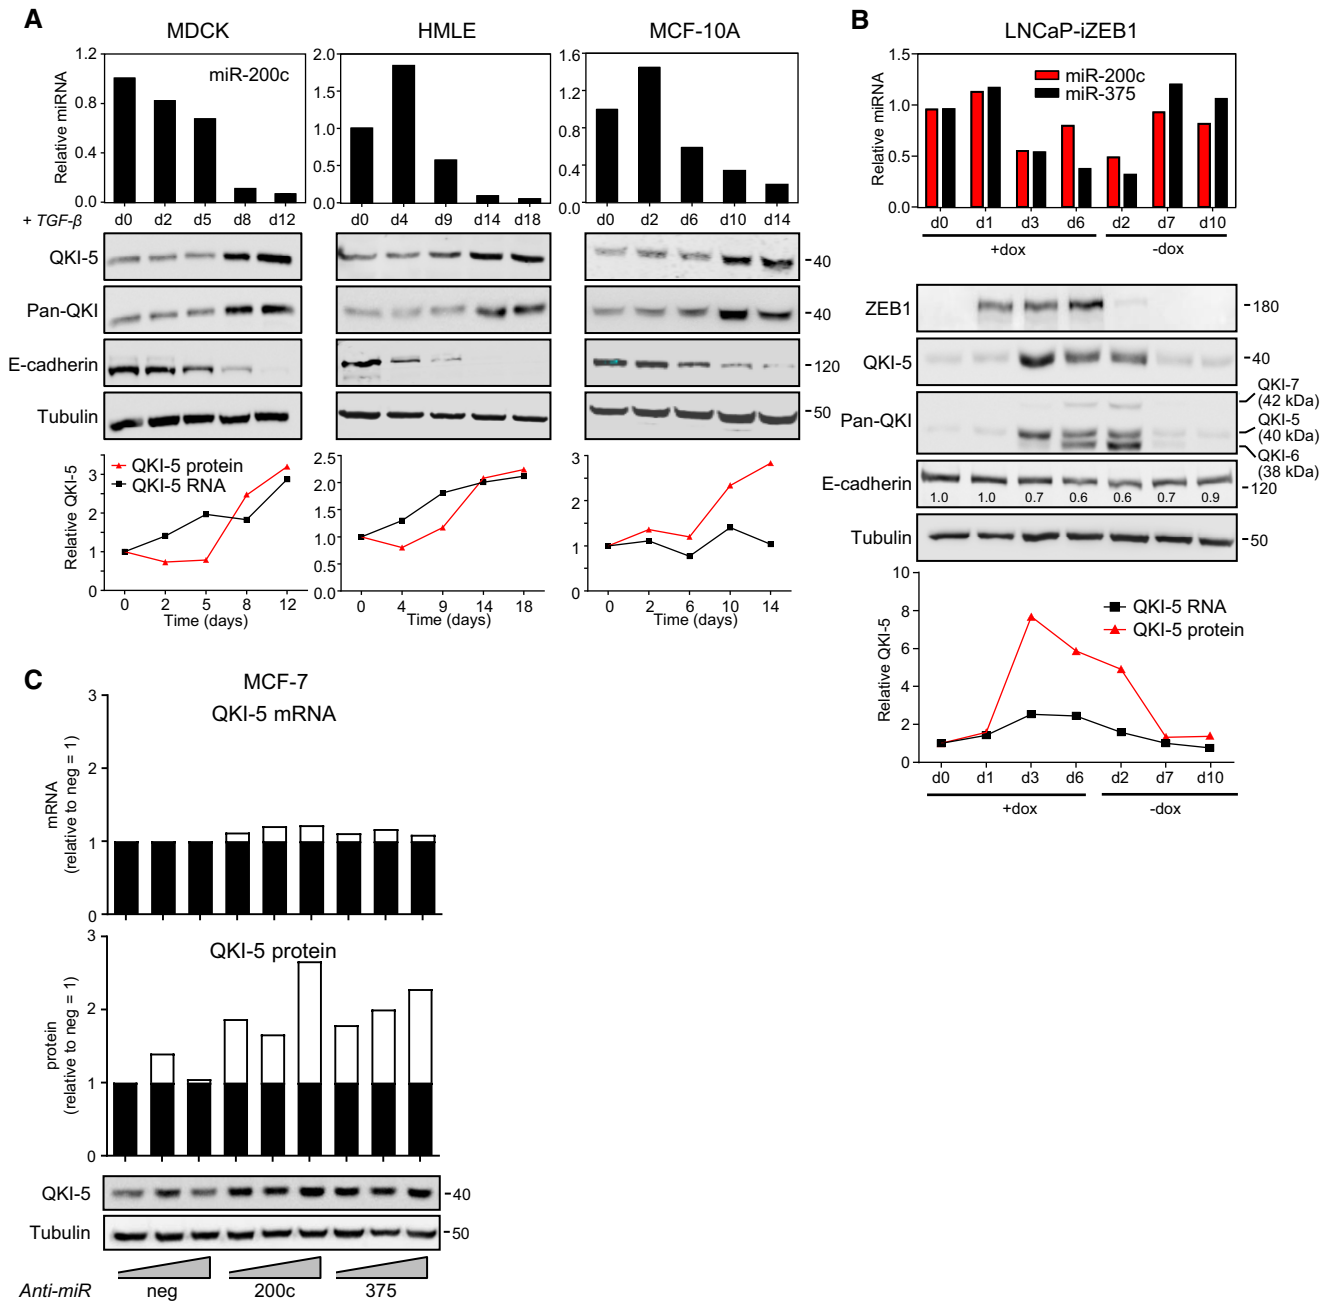 A
MDCK
HMLE
MCF-10A
Relative miRNA
1.2
0.8
0.4
0.0
miR-200c
2.0
1.5
1.0
0.5
0.0
1.6
1.2
0.8
0.4
0.0
+ TGF-β
d0 d2 d5 d8 d12
d0 d4 d9 d14 d18
d0 d2 d6 d10 d14
QKI-5
40
Pan-QKI
40
E-cadherin
120
Tubulin
50
Relative QKI-5
3
2
1
0
QKI-5 protein
QKI-5 RNA
0 2 5 8 12
Time (days)
2.5
2.0
1.5
1.0
0.5
0.0
0 4 9 14 18
Time (days)
3
2
1
0
0 2 6 10 14
Time (days)
B
LNCaP-iZEB1
Relative miRNA
1.5
1.0
0.5
0.0
miR-200c
miR-375
d0 d1 d3 d6 d2 d7 d10
+dox -dox
ZEB1
180
QKI-5
40
Pan-QKI
QKI-7
(42 kDa)
QKI-5
(40 kDa)
QKI-6
(38 kDa)
E-cadherin
1.0 1.0 0.7 0.6 0.6 0.7 0.9
120
Tubulin
50
Relative QKI-5
10
8
6
4
2
0
QKI-5 RNA
QKI-5 protein
d0 d1 d3 d6 d2 d7 d10
+dox -dox
C
MCF-7
QKI-5 mRNA
mRNA
(relative to neg = 1)
3
2
1
0
QKI-5 protein
protein
(relative to neg = 1)
3
2
1
0
QKI-5
40
Tubulin
50
Anti-miR neg 200c 375